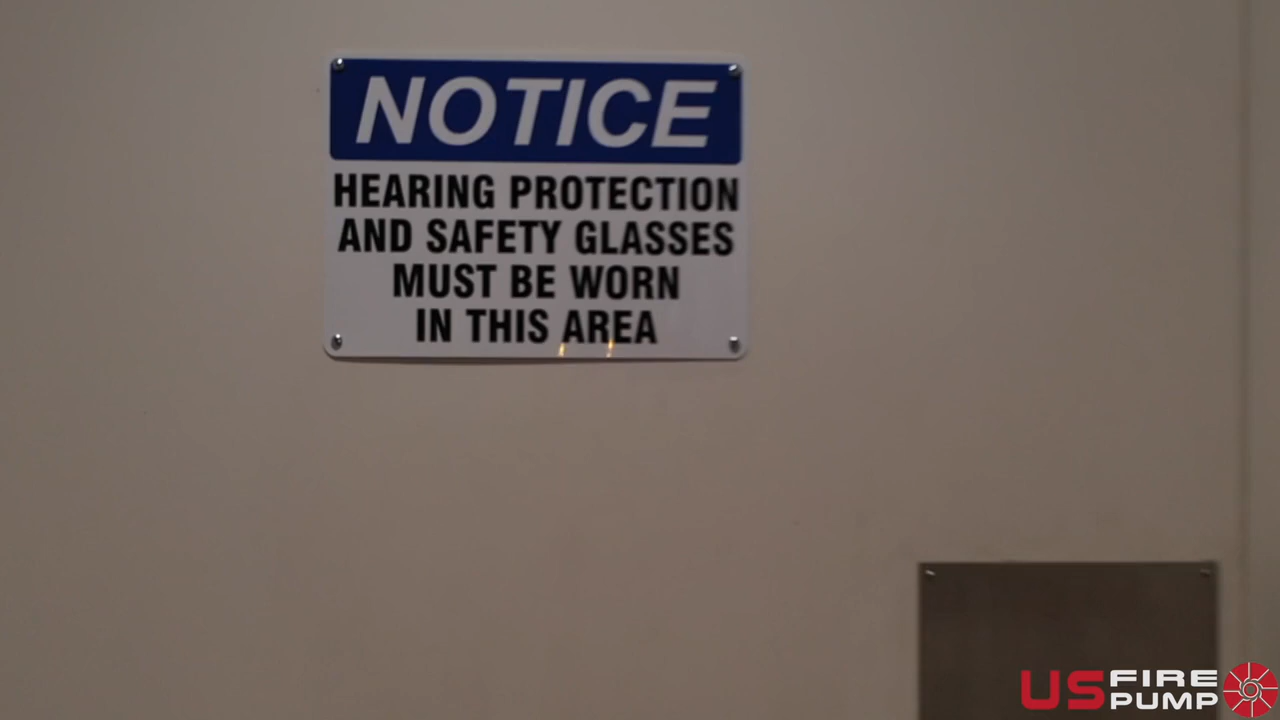 NOTICE
HEARING PROTECTION
AND SAFETY GLASSES
MUST BE WORN
IN THIS AREA
US FIRE
PUMP